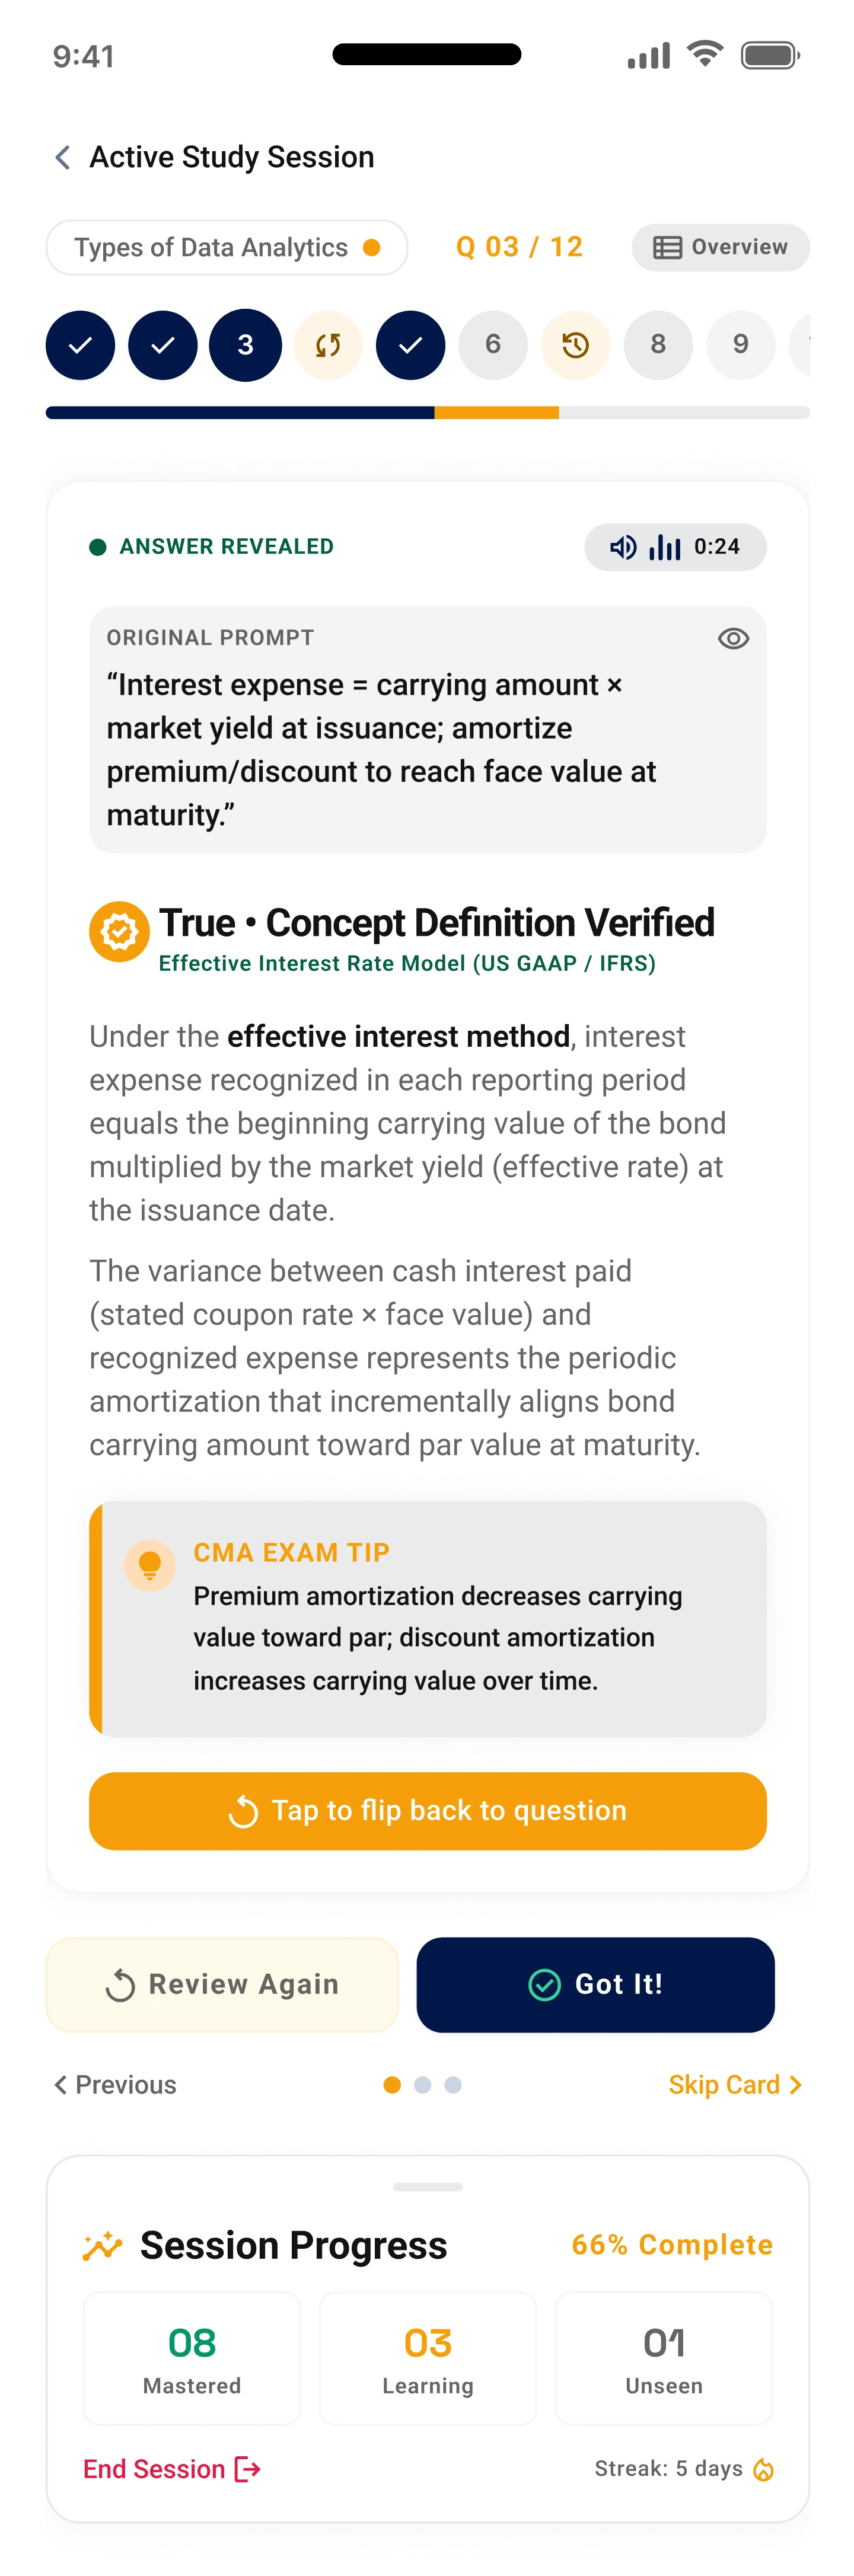 9:41
Active Study Session
Types of Data Analytics
Q 03 / 12
Overview
3
6
8
9
ANSWER REVEALED
0:24
ORIGINAL PROMPT
“Interest expense = carrying amount ×
market yield at issuance; amortize
premium/discount to reach face value at
maturity.”
True • Concept Definition Verified
Effective Interest Rate Model (US GAAP / IFRS)
Under the effective interest method, interest
expense recognized in each reporting period
equals the beginning carrying value of the bond
multiplied by the market yield (effective rate) at
the issuance date.
The variance between cash interest paid
(stated coupon rate × face value) and
recognized expense represents the periodic
amortization that incrementally aligns bond
carrying amount toward par value at maturity.
CMA EXAM TIP
Premium amortization decreases carrying
value toward par; discount amortization
increases carrying value over time.
Tap to flip back to question
Review Again
Got It!
Previous
Skip Card
Session Progress
66% Complete
08
Mastered
03
Learning
01
Unseen
End Session
Streak: 5 days